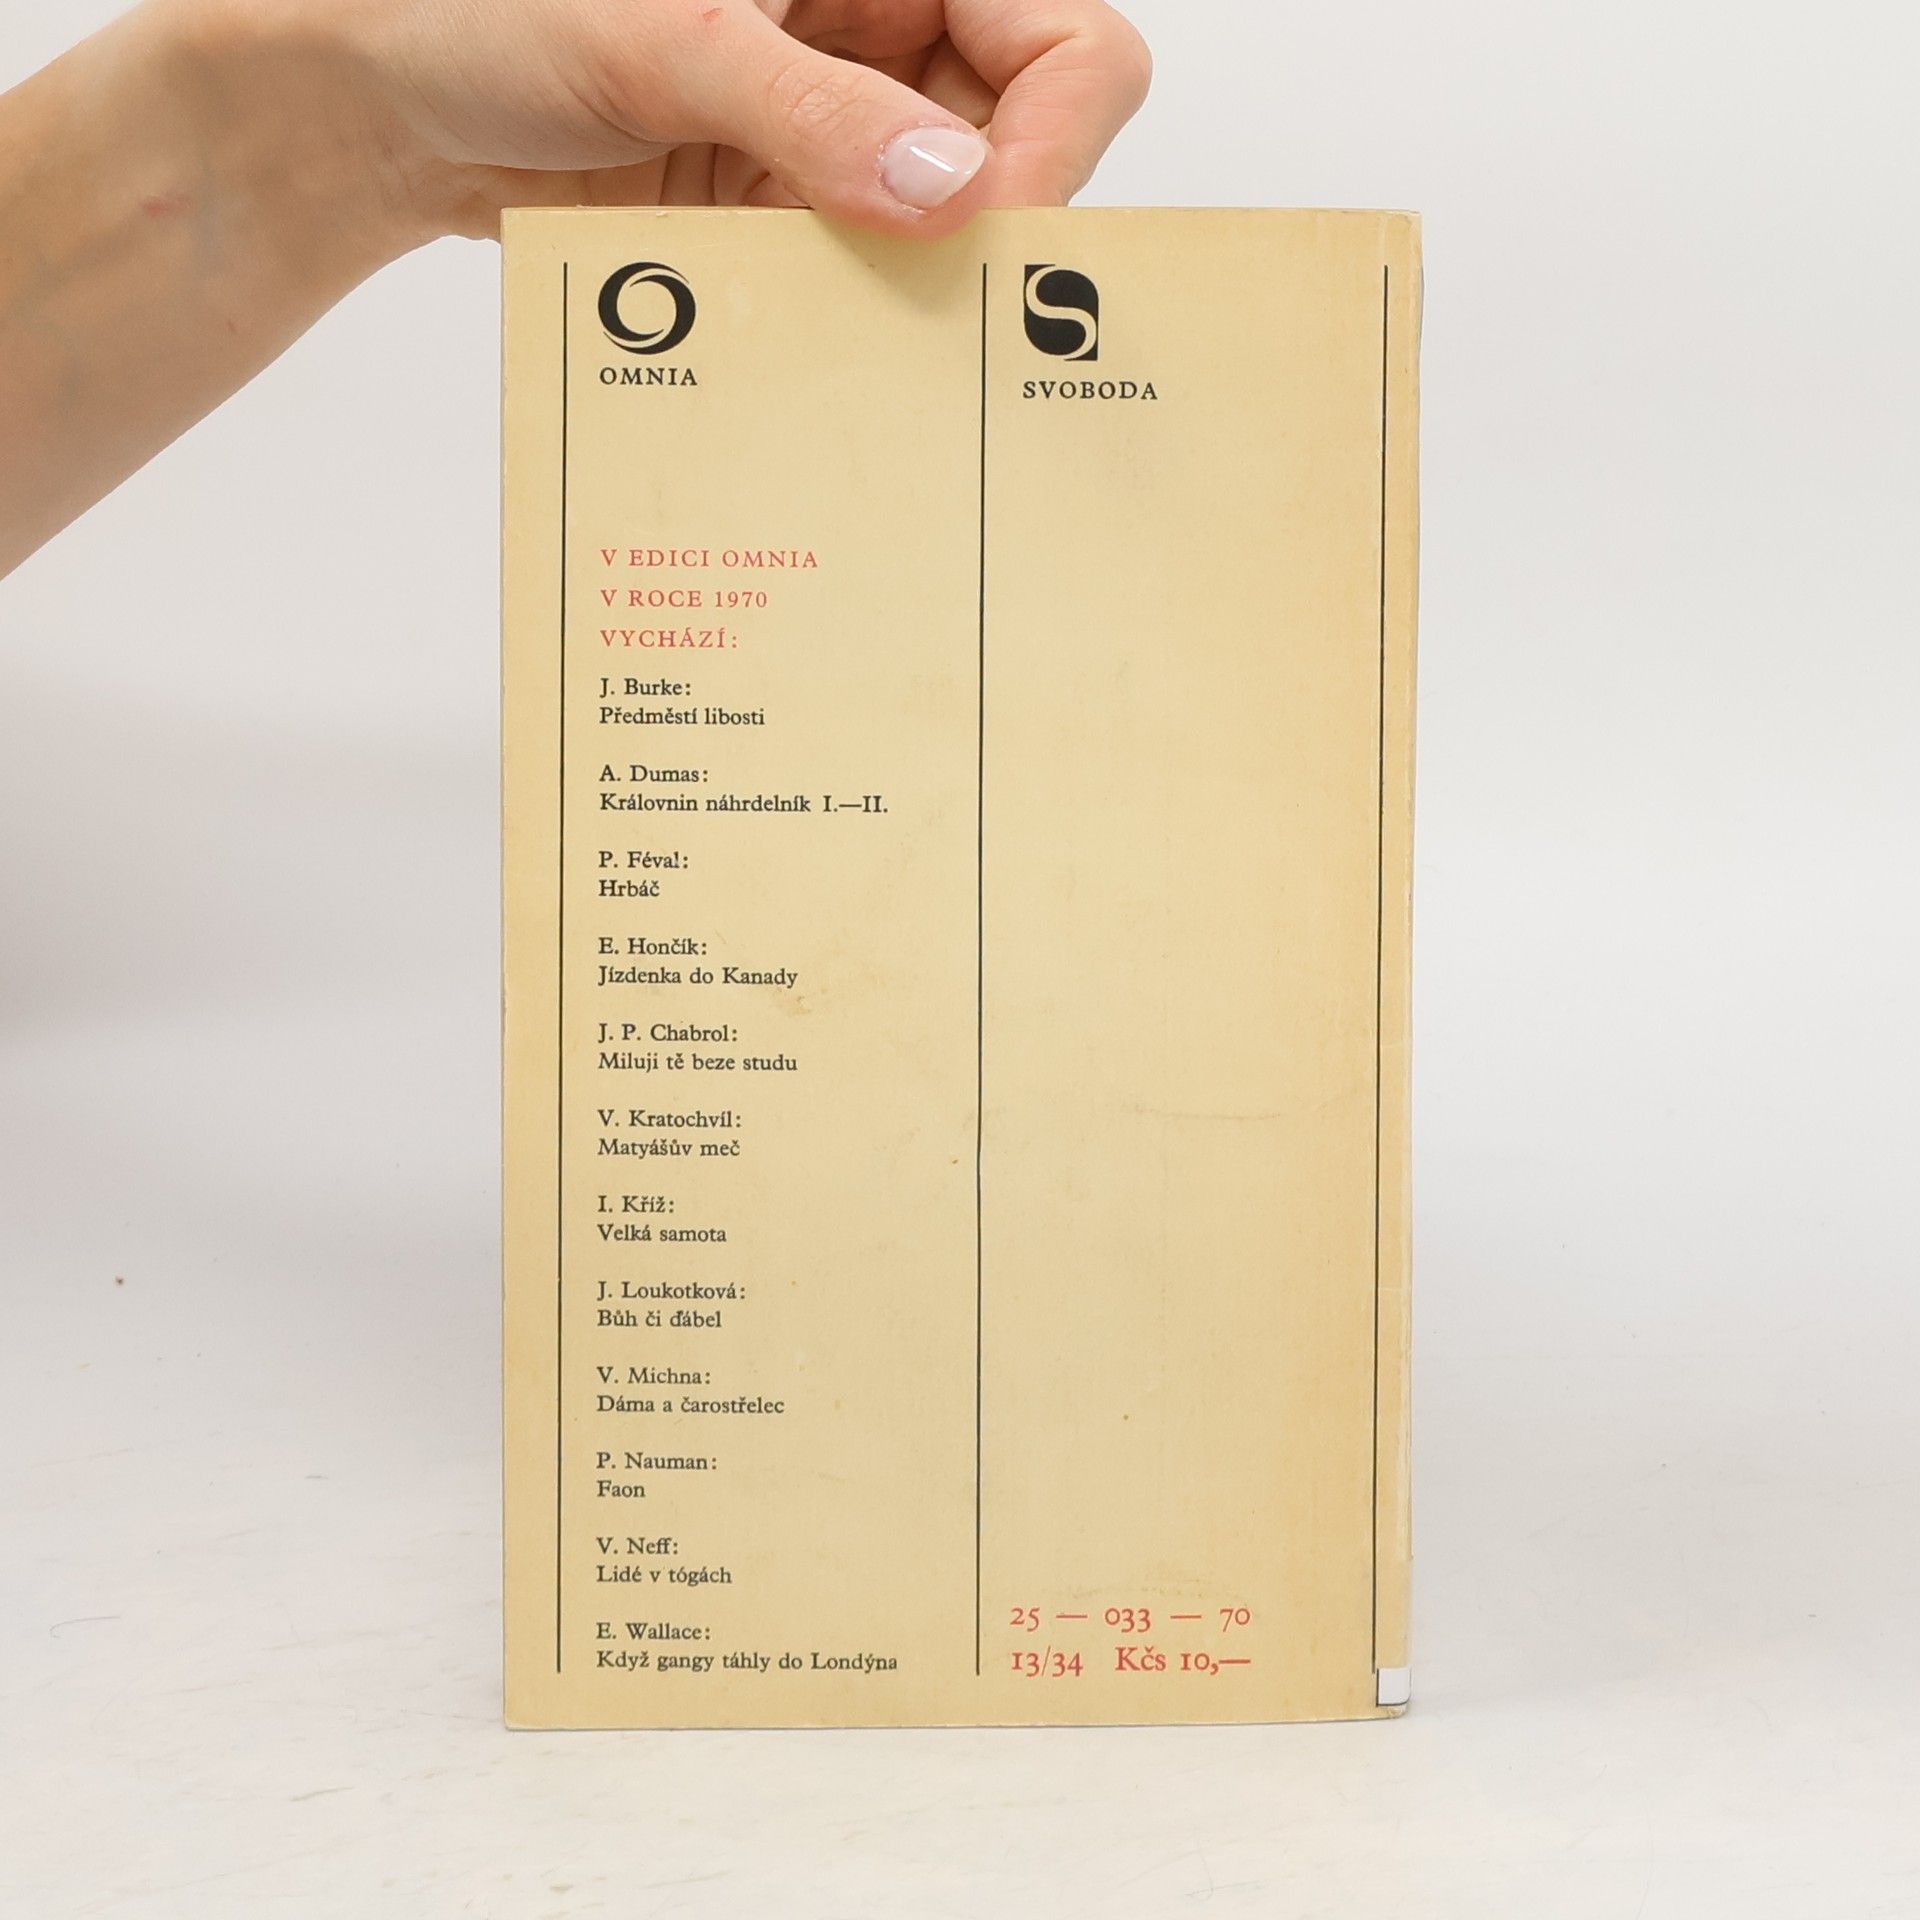 OMNIA
V EDICI OMNIA
V ROCE 1970
VYCHÁZÍ:
J. Burke:
Předměstí libosti
A. Dumas:
Královnin náhrdelník I.—II.
P. Féval:
Hrbáč
E. Hončík:
Jízdenka do Kanady
J. P. Chabrol:
Miluji tě beze studu
V. Kratochvíl:
Matyášův meč
I. Kříž:
Velká samota
J. Loukotková:
Bůh či ďábel
V. Michna:
Dáma a čarostřelec
P. Nauman:
Faon
V. Neff:
Lidé v tógách
E. Wallace:
Když gangy táhly do Londýna
SVOBODA
25 — 033 — 70
13/34 Kčs 10,—